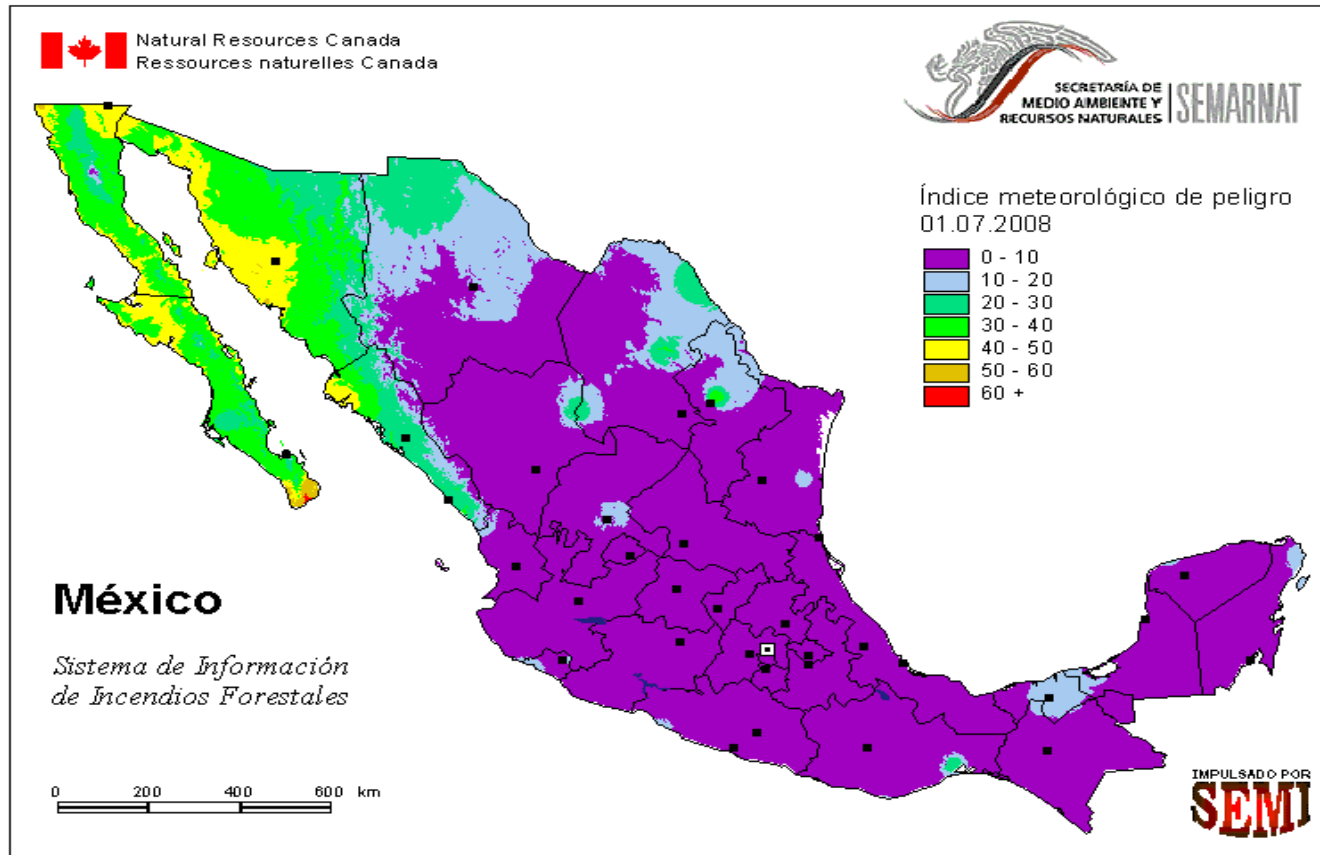 Natural Resources Canada
Ressources naturelles Canada
SECRETARÍA DE
MEDIO AMBIENTE Y
RECURSOS NATURALES
SEMARNAT
Índice meteorológico de peligro
01.07.2008
0 - 10
10 - 20
20 - 30
30 - 40
40 - 50
50 - 60
60 +
México
Sistema de Información
de Incendios Forestales
0 200 400 600 km
IMPULSADO POR
SEMI